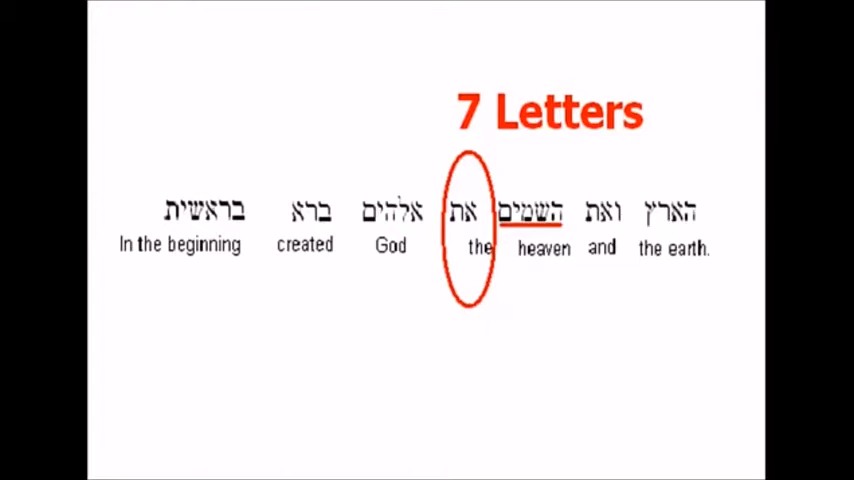 7 Letters
בראשית ברא אלהים את השמים ואת הארץ
In the beginning created God the heaven and the earth.